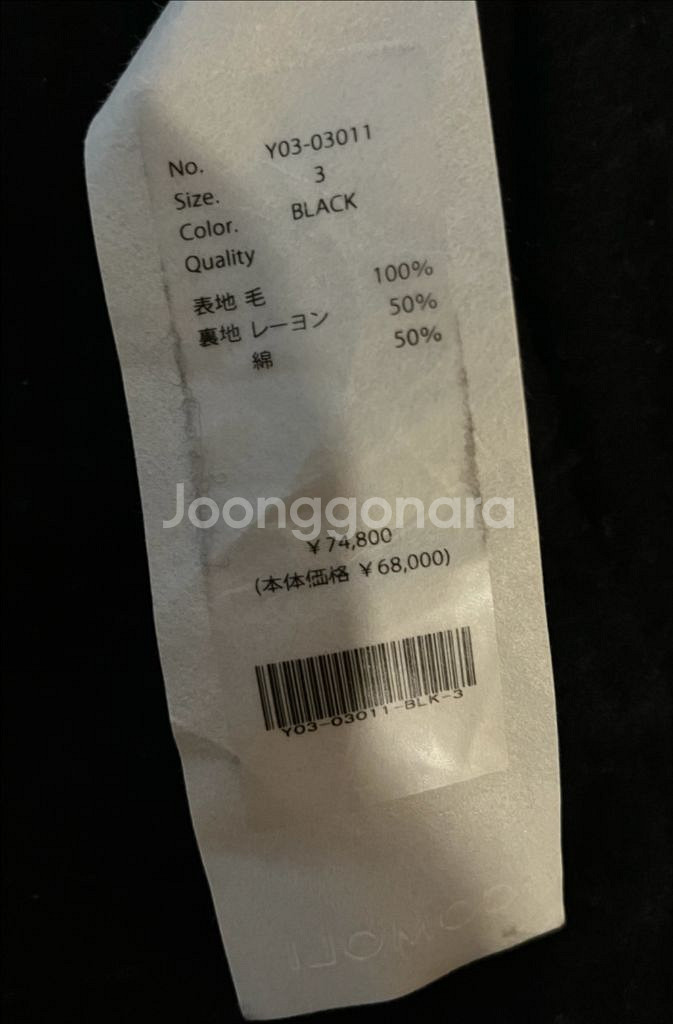 No. Y03-03011
Size. 3
Color. BLACK
Quality
表地 毛 100%
裏地 レーヨン 50%
綿 50%
Joonggonara
¥74,800
(本体価格 ¥68,000)
Y03-03011-BLK-3
COMOLI